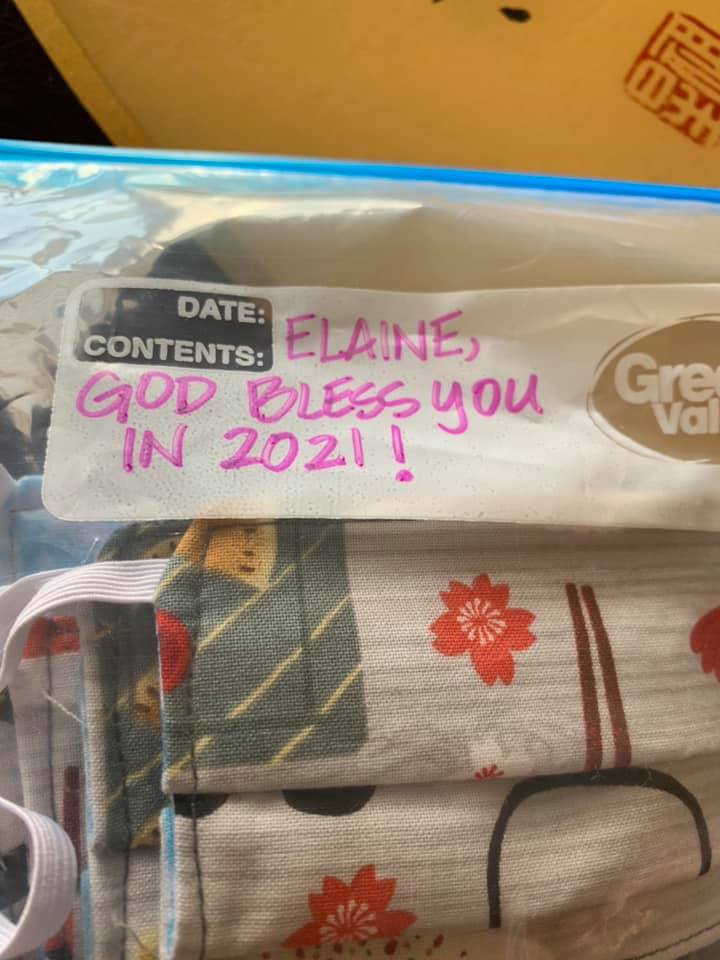 DATE:
CONTENTS: ELAINE,
GOD BLESS YOU
IN 2021!